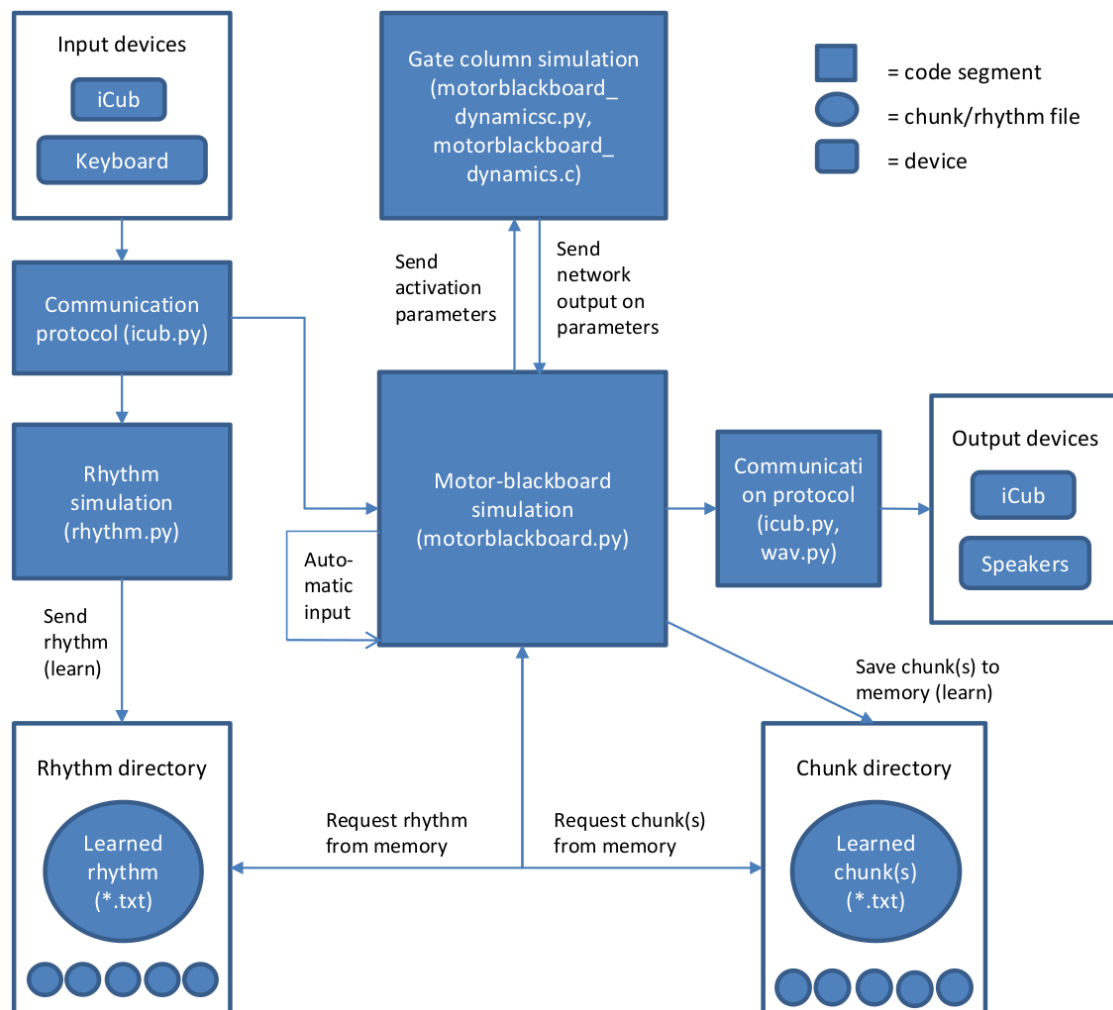 Input devices
iCub
Keyboard
Gate column simulation
(motorblackboard_
dynamicsc.py,
motorblackboard_
dynamics.c)
= code segment
= chunk/rhythm file
= device
Send
activation
parameters
Send
network
output on
parameters
Communication
protocol (icub.py)
Rhythm
simulation
(rhythm.py)
Motor-blackboard
simulation
(motorblackboard.py)
Auto-
matic
input
Communicati
on protocol
(icub.py,
wav.py)
Output devices
iCub
Speakers
Send
rhythm
(learn)
Save chunk(s) to
memory (learn)
Rhythm directory
Learned
rhythm
(*.txt)
Request rhythm
from memory
Request chunk(s)
from memory
Chunk directory
Learned
chunk(s)
(*.txt)